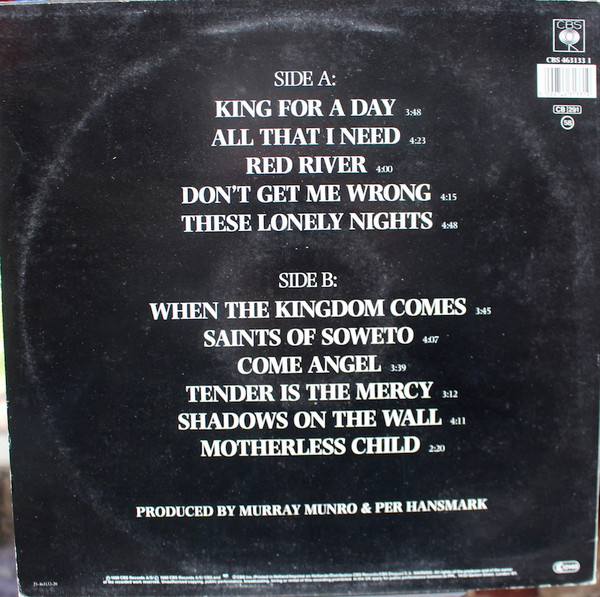 CBS
CBS 463133 1
CB 291
58
SIDE A:
KING FOR A DAY 3:48
ALL THAT I NEED 4:23
RED RIVER 4:00
DON'T GET ME WRONG 4:15
THESE LONELY NIGHTS 4:48
SIDE B:
WHEN THE KINGDOM COMES 3:45
SAINTS OF SOWETO 4:07
COME ANGEL 3:39
TENDER IS THE MERCY 3:12
SHADOWS ON THE WALL 4:11
MOTHERLESS CHILD 2:20
PRODUCED BY MURRAY MUNRO & PER HANSMARK